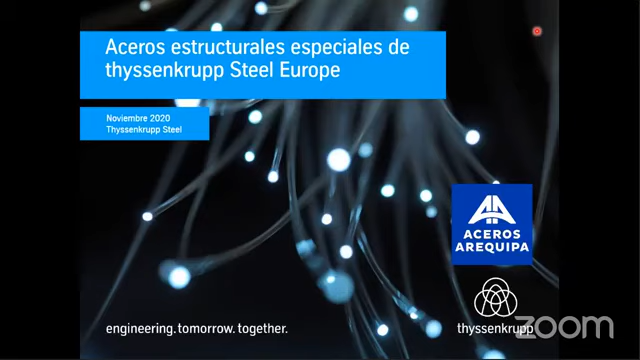 Aceros estructurales especiales de
thyssenkrupp Steel Europe
Noviembre 2020
Thyssenkrupp Steel
ACEROS
AREQUIPA
engineering.tomorrow.together.
thyssenkrupp
zoom